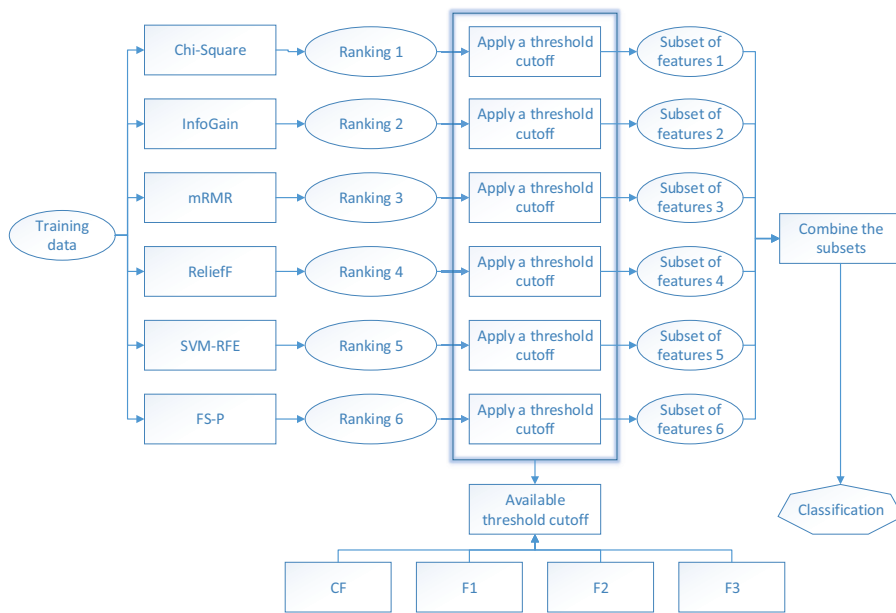 Chi-Square
Ranking 1
Apply a threshold
cutoff
Subset of
features 1
InfoGain
Ranking 2
Apply a threshold
cutoff
Subset of
features 2
mRMR
Ranking 3
Apply a threshold
cutoff
Subset of
features 3
Training
data
Combine the
subsets
ReliefF
Ranking 4
Apply a threshold
cutoff
Subset of
features 4
SVM-RFE
Ranking 5
Apply a threshold
cutoff
Subset of
features 5
FS-P
Ranking 6
Apply a threshold
cutoff
Subset of
features 6
Available
threshold cutoff
Classification
CF
F1
F2
F3